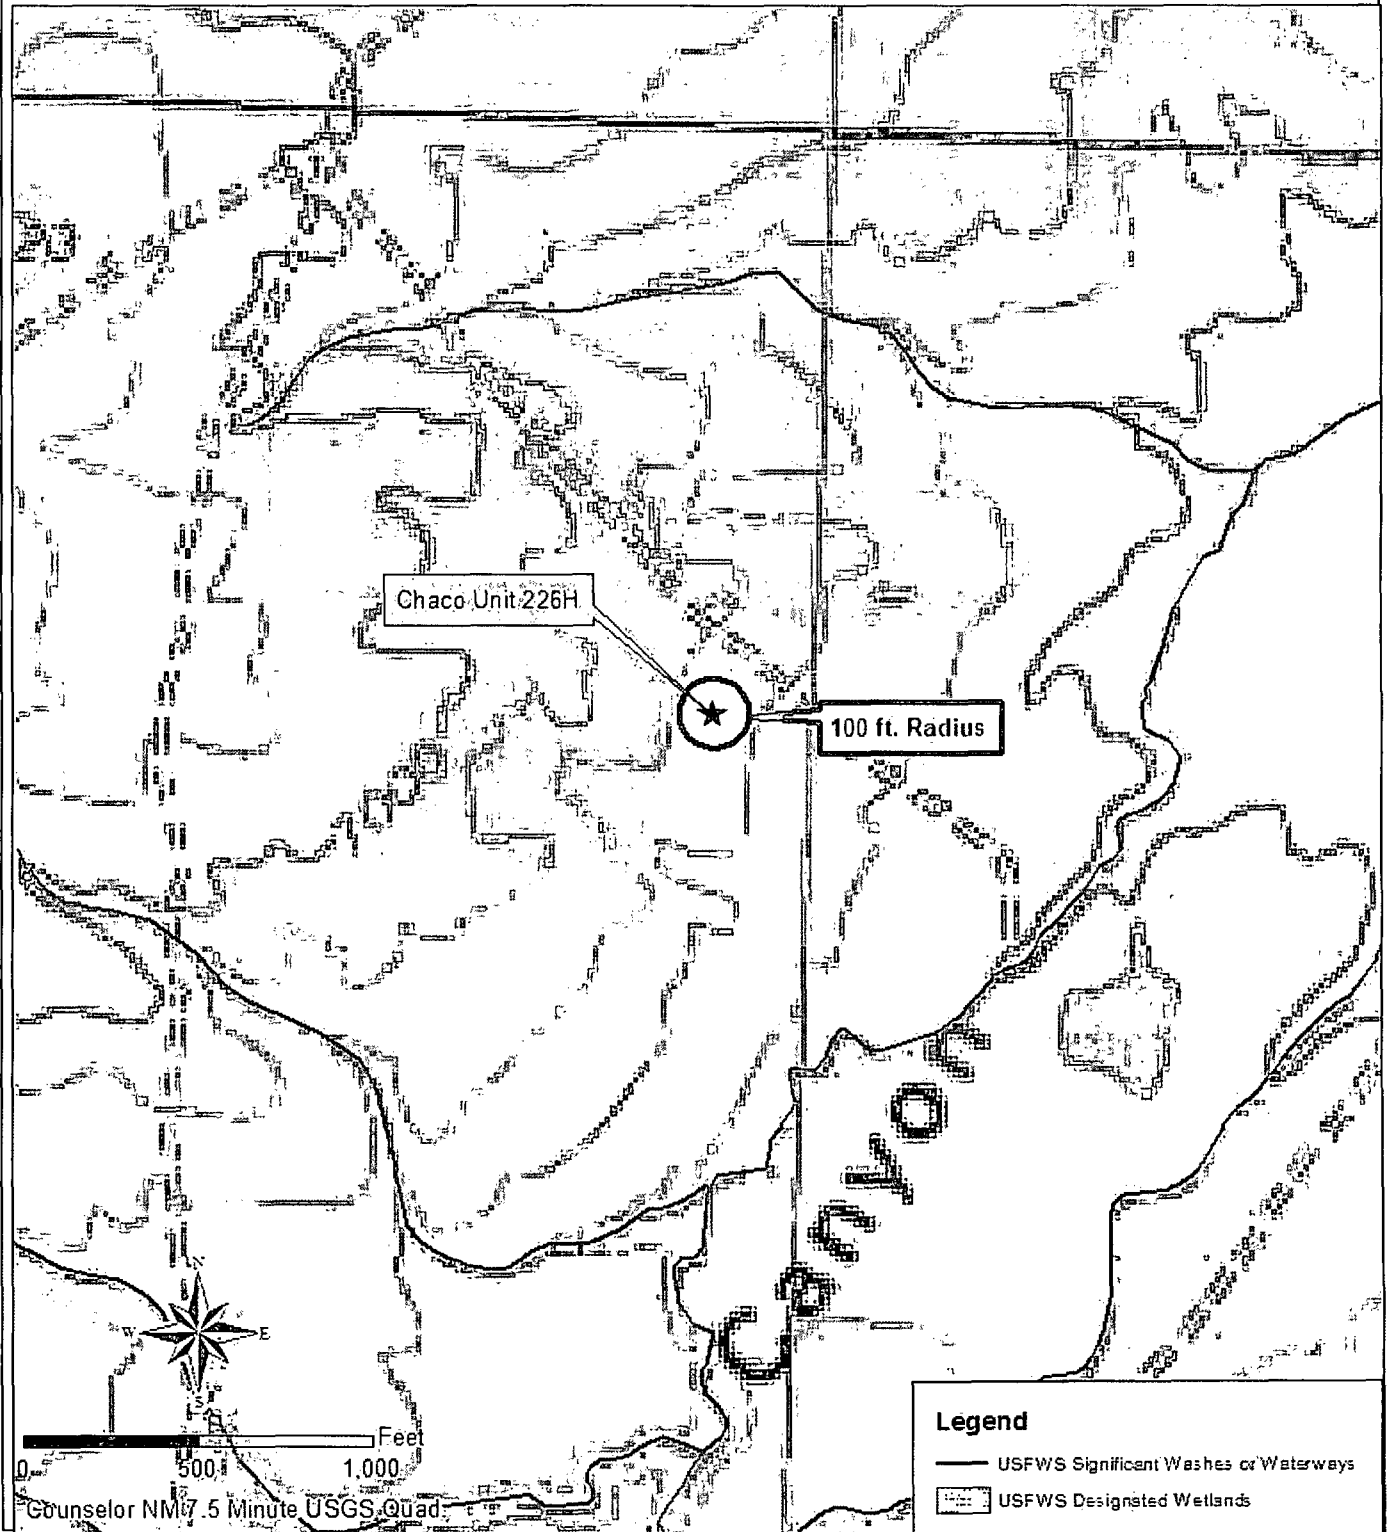 Chaco Unit 226H
100 ft. Radius
N
W
E
S
Feet
0
500
1,000
Counselor NM 7.5 Minute USGS Quad.
Legend
USFWS Significant Washes or Waterways
USFWS Designated Wetlands